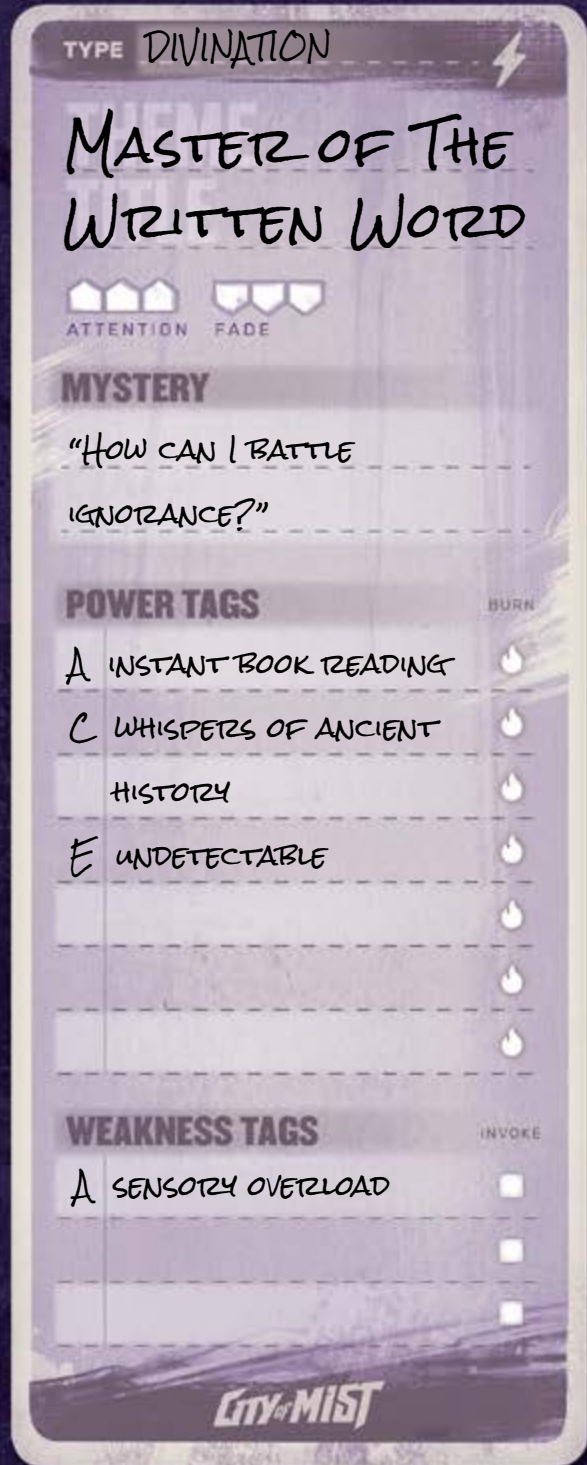 TYPE DIVINATION
THEME
TITLE
MASTER OF THE
WRITTEN WORD
ATTENTION FADE
MYSTERY
"HOW CAN I BATTLE
IGNORANCE?"
POWER TAGS BURN
A INSTANT BOOK READING
C WHISPERS OF ANCIENT
HISTORY
E UNDETECTABLE
WEAKNESS TAGS INVOKE
A SENSORY OVERLOAD
CITY OF MIST